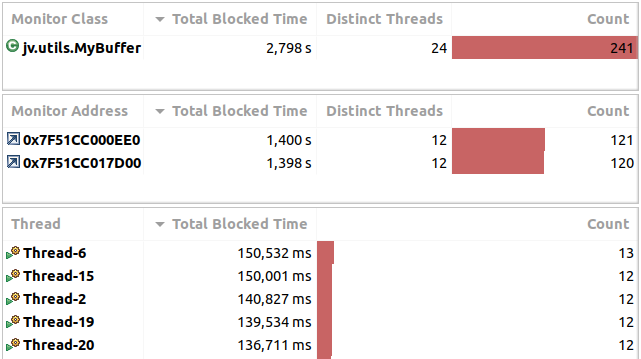 Monitor Class Total Blocked Time Distinct Threads Count
jv.utils.MyBuffer 2,798 s 24 241
Monitor Address Total Blocked Time Distinct Threads Count
0x7F51CC000EE0 1,400 s 12 121
0x7F51CC017D00 1,398 s 12 120
Thread Total Blocked Time Count
Thread-6 150,532 ms 13
Thread-15 150,001 ms 12
Thread-2 140,827 ms 12
Thread-19 139,534 ms 12
Thread-20 136,711 ms 12